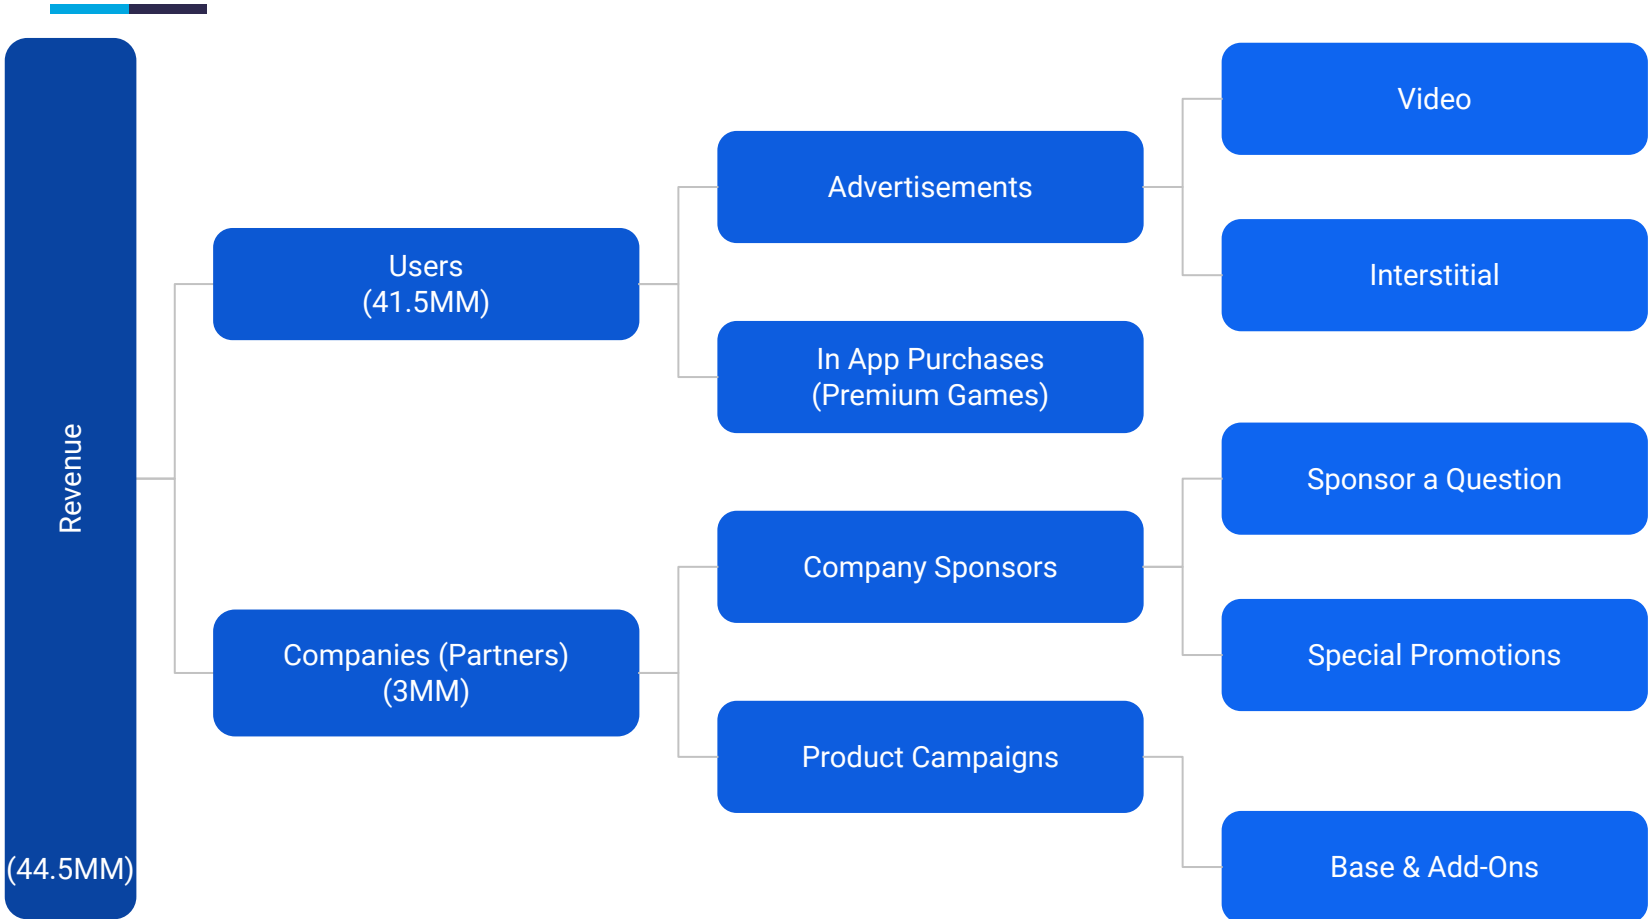 Revenue
(44.5MM)
Users
(41.5MM)
Companies (Partners)
(3MM)
Advertisements
In App Purchases
(Premium Games)
Company Sponsors
Product Campaigns
Video
Interstitial
Sponsor a Question
Special Promotions
Base & Add-Ons